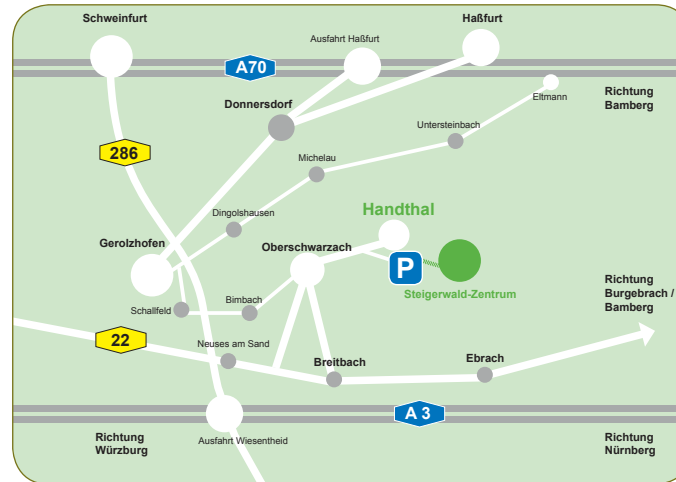 Schweinfurt
Haßfurt
Ausfahrt Haßfurt
A70
Richtung
Bamberg
Eltmann
Donnersdorf
Untersteinbach
286
Michelau
Dingolshausen
Handthal
Gerolzhofen
Oberschwarzach
P
Steigerwald-Zentrum
Richtung
Burgebrach /
Bamberg
Schallfeld
Bimbach
22
Neuses am Sand
Breitbach
Ebrach
A 3
Richtung
Würzburg
Ausfahrt Wiesentheid
Richtung
Nürnberg